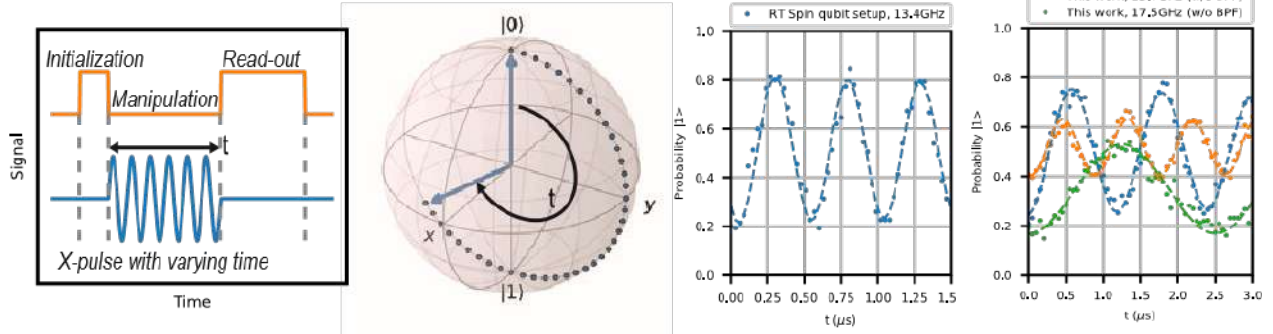 Initialization
Read-out
Manipulation
t
Signal
X-pulse with varying time
Time
|0⟩
t
x
y
|1⟩
RT Spin qubit setup, 13.4GHz
Probability |1>
1.0
0.8
0.6
0.4
0.2
0.0
0.00 0.25 0.50 0.75 1.00 1.25 1.5
t (μs)
This work, 17.5GHz (w/o BPF)
Probability |1>
1.0
0.8
0.6
0.4
0.2
0.0
0.0 0.5 1.0 1.5 2.0 2.5 3.0
t (μs)